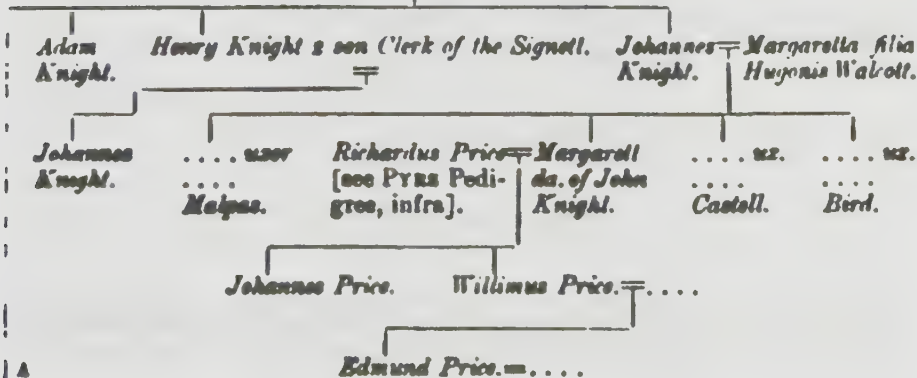 Adam Henry Knight 2 son Clerk of the Signett. Johannes = Margaretta filia
Knight. Knight. Hugonis Walcott.
Johannes .... uxor Richardus Price = Margarett .... ux. .... ux.
Knight. .... [see PYRS Pedi- da. of John .... ....
Malpas. gree, infra]. Knight. Castell. Bird.
Johannes Price. Willimus Price. = ....
A Edmund Price. = ....